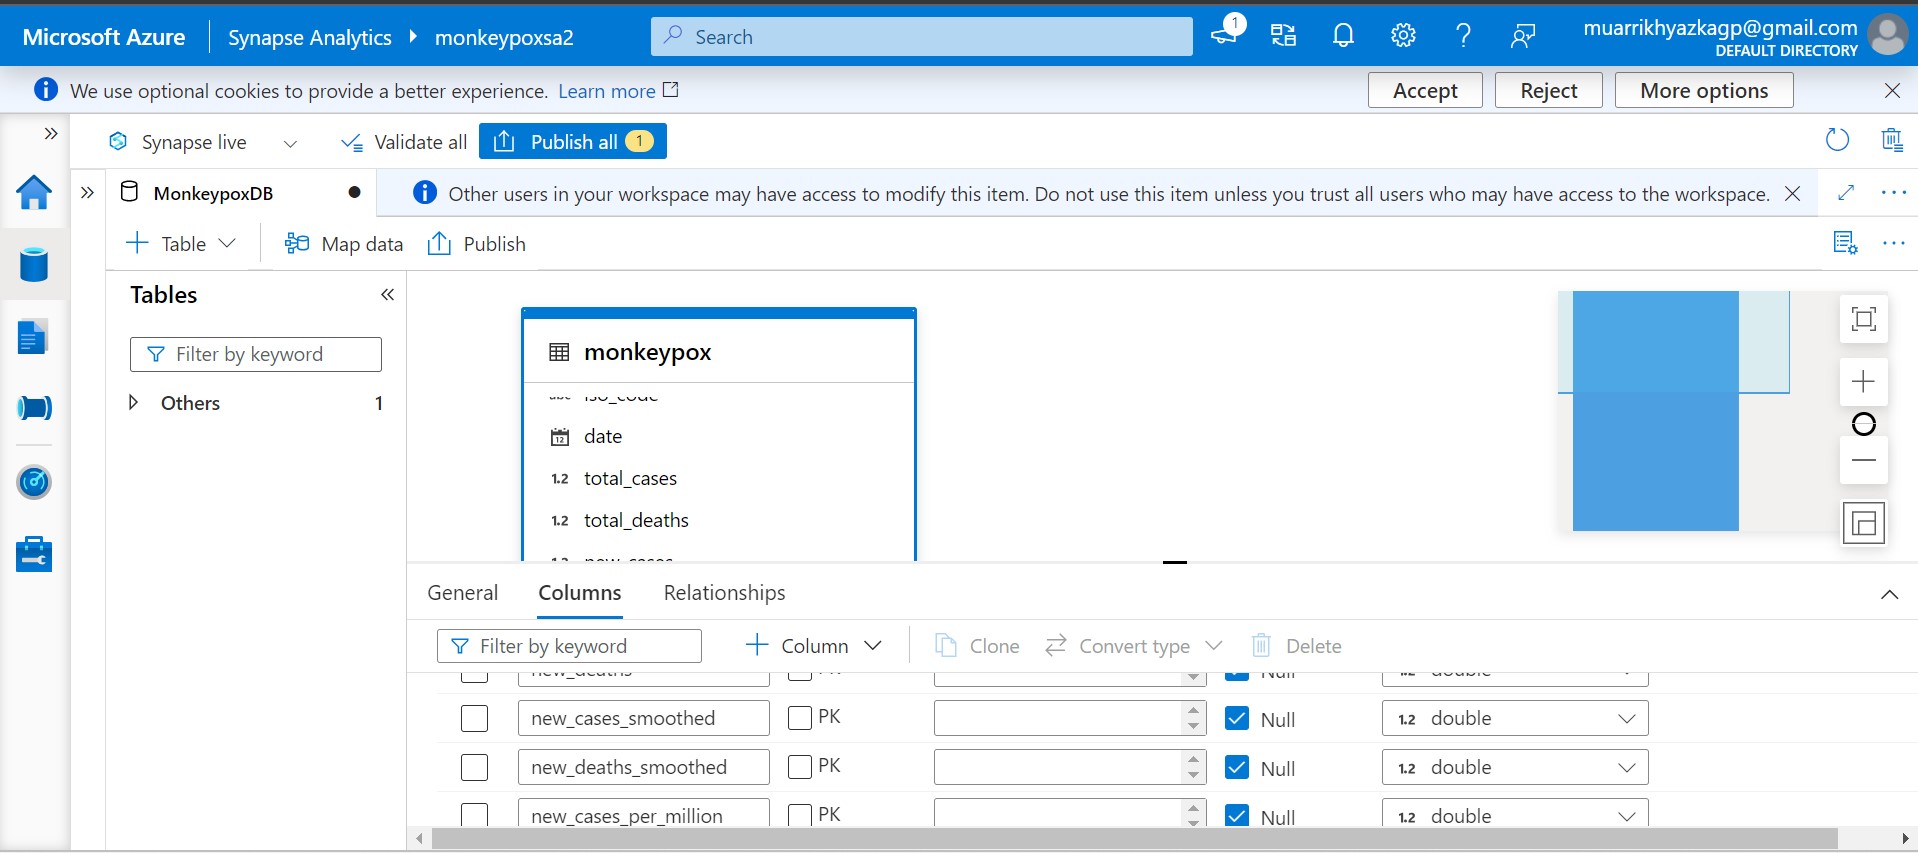 Microsoft Azure
Synapse Analytics
monkeypoxsa2
Search
1
muarrikhyazkagp@gmail.com
DEFAULT DIRECTORY
We use optional cookies to provide a better experience. Learn more
Accept
Reject
More options
Synapse live
Validate all
Publish all 1
MonkeypoxDB
Other users in your workspace may have access to modify this item. Do not use this item unless you trust all users who may have access to the workspace.
Table
Map data
Publish
Tables
Filter by keyword
Others 1
monkeypox
abc iso_code
12 date
1.2 total_cases
1.2 total_deaths
1.2 new_cases
General
Columns
Relationships
Filter by keyword
Column
Clone
Convert type
Delete
new_deaths PK Null 1.2 double
new_cases_smoothed PK Null 1.2 double
new_deaths_smoothed PK Null 1.2 double
new_cases_per_million PK Null 1.2 double